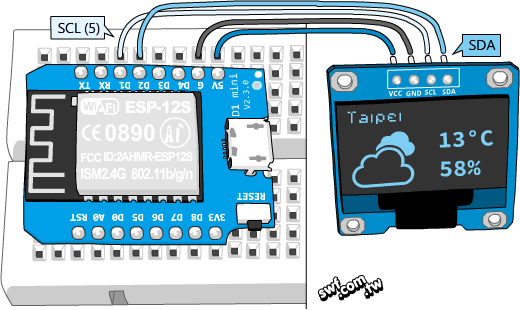 SCL (5)
SDA
TX RX D1 D2 D3 D4 G 5V
WiFi ESP-12S
CE 0890 Ai
FCC ID:2AHMR-ESP12S
ISM2.4G 802.11b/g/n
D1 mini
V2.3.0
RESET
RST A0 D0 D5 D6 D7 D8 3V3
VCC GND SCL SDA
Taipei
13°C
58%
swf
.com
.tw